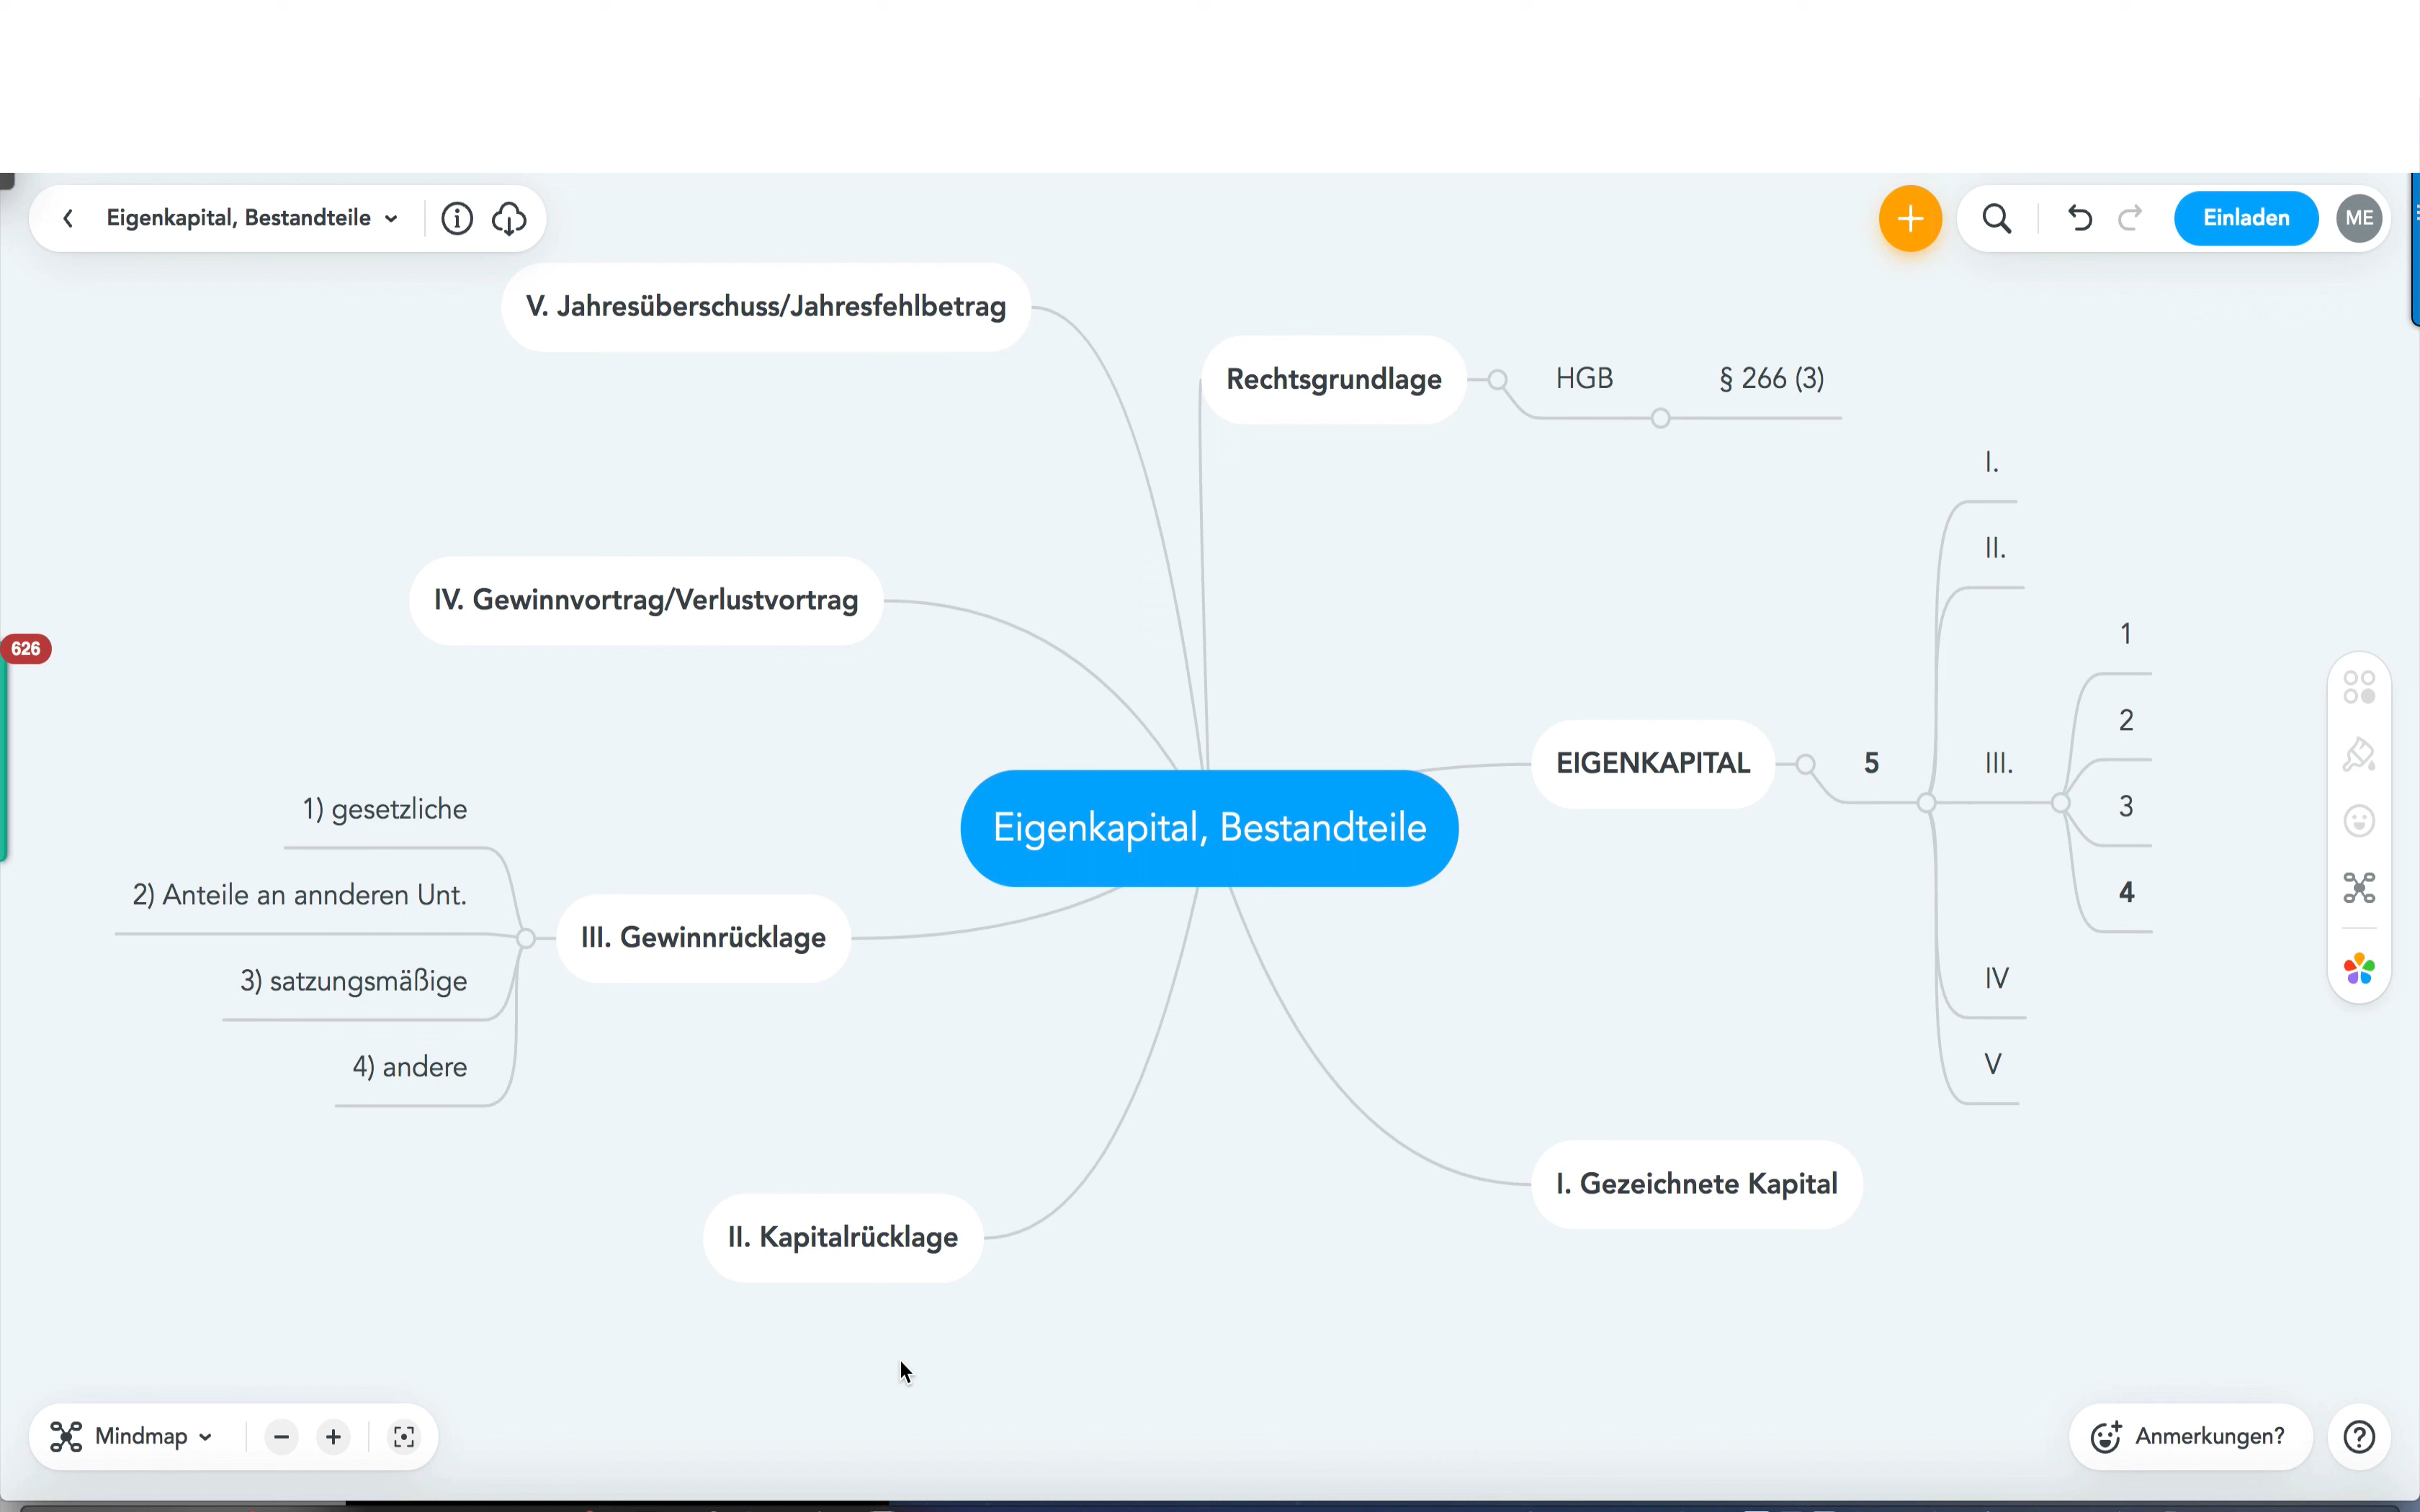 Eigenkapital, Bestandteile
Einladen
ME
V. Jahresüberschuss/Jahresfehlbetrag
Rechtsgrundlage
HGB
§ 266 (3)
I.
II.
IV. Gewinnvortrag/Verlustvortrag
626
1
2
EIGENKAPITAL
5
III.
3
4
Eigenkapital, Bestandteile
1) gesetzliche
2) Anteile an annderen Unt.
III. Gewinnrücklage
3) satzungsmäßige
4) andere
IV
V
I. Gezeichnete Kapital
II. Kapitalrücklage
Mindmap
Anmerkungen?